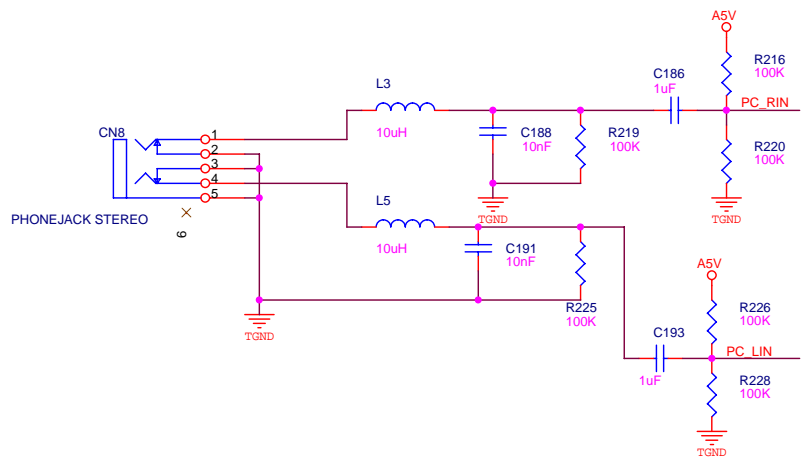 A5V
R216
100K
C186
1uF
PC_RIN
L3
10uH
CN8
1
2
3
4
5
6
PHONEJACK STEREO
C188
10nF
R219
100K
R220
100K
TGND
TGND
L5
10uH
C191
10nF
R225
100K
TGND
A5V
R226
100K
C193
1uF
PC_LIN
R228
100K
TGND